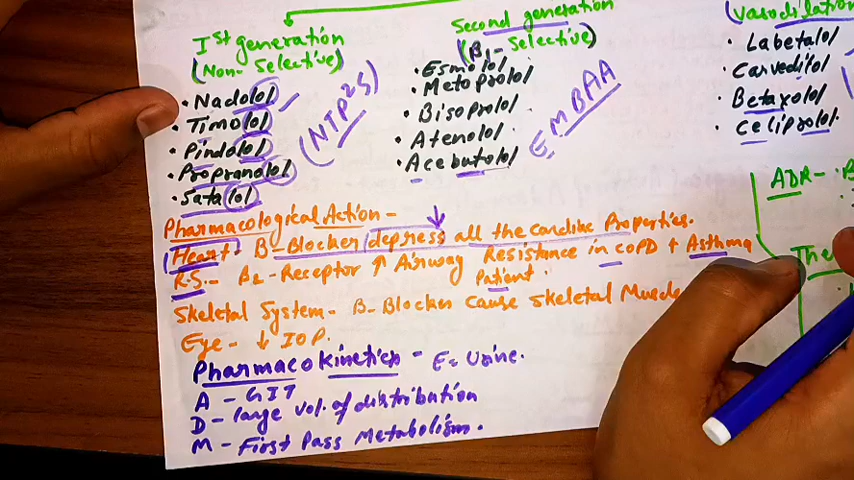 Ist generation
(Non-Selective)
• Nadolol
• Timolol
• Pindolol
• Propranolol
• Satalol
(NTP²S)
Second generation
(B1- Selective)
• Esmolol
• Metoprolol
• Bisoprolol
• Atenolol
• Acebutolol
EMBAA
(vasodilation
• Labetalol
• Carvedilol
• Betaxolol
• Celiprolol
ADR- B
The
Pharmacological Action -
Heart - B-Blocker depress all the cardiac Properties.
R.S.- B2-Receptor ↑ Airway Resistance in COPD + Asthma
Patient.
Skeletal System- B-Blocker cause Skeletal Muscle
Eye - ↓ IOP.
Pharmacokinetics - E= Urine.
A - GIT
D - large vol. of distribution
M - First Pass Metabolism.